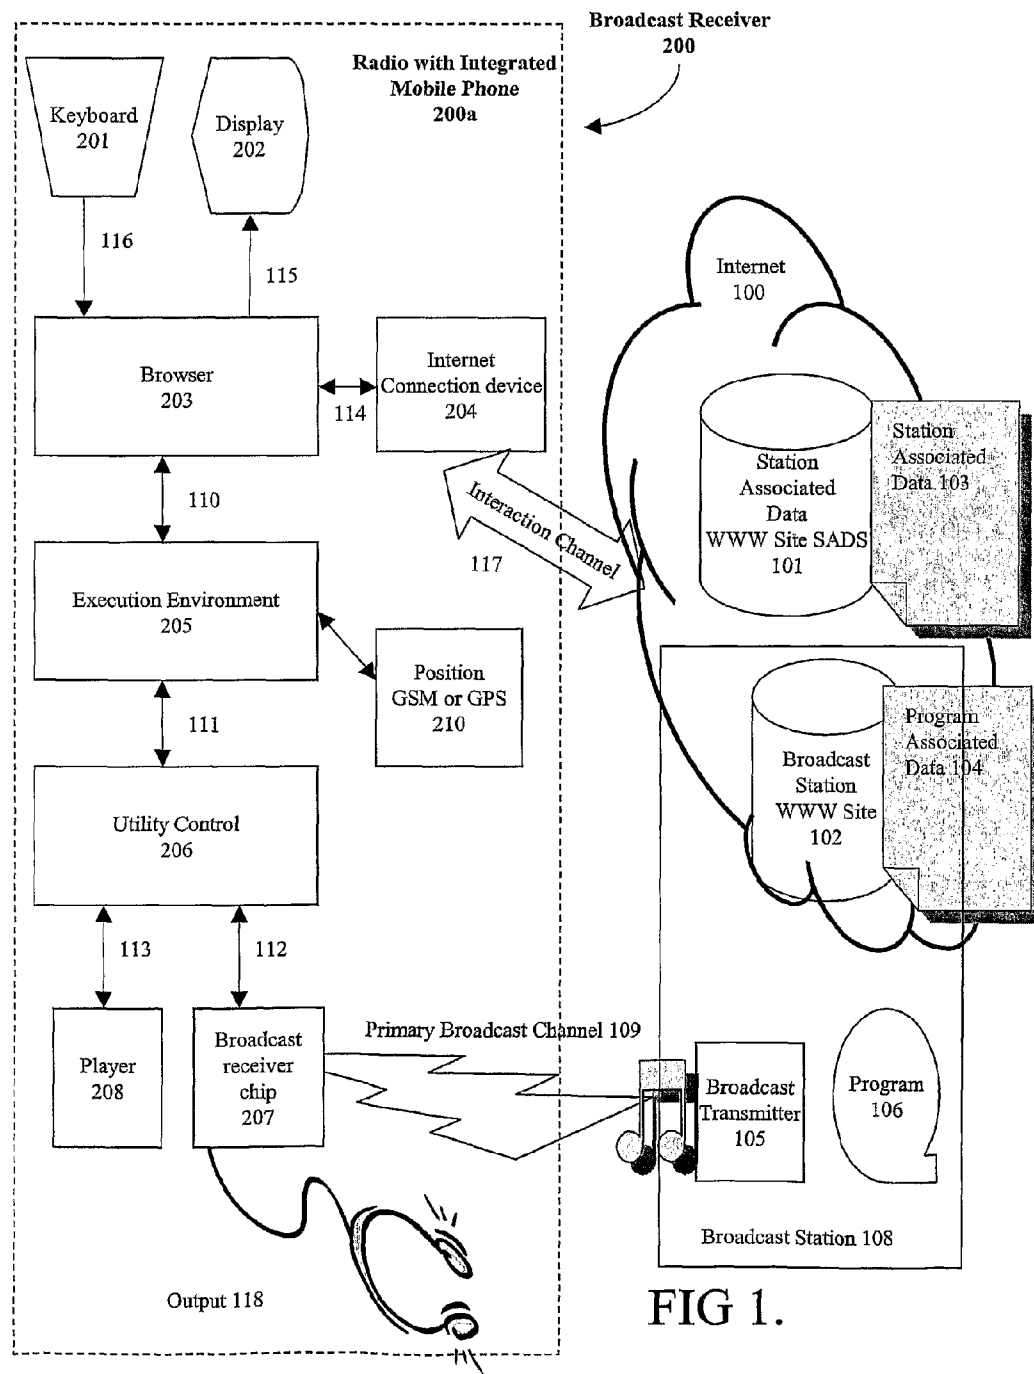 Broadcast Receiver
200
Radio with Integrated
Mobile Phone
200a
Keyboard
201
Display
202
116
115
Internet
100
Browser
203
114
Internet
Connection device
204
Station
Associated
Data
WWW Site SADS
101
Station
Associated
Data 103
110
Interaction Channel
117
Execution Environment
205
Position
GSM or GPS
210
111
Broadcast
Station
WWW Site
102
Program
Associated
Data 104
Utility Control
206
113
112
Player
208
Broadcast
receiver
chip
207
Primary Broadcast Channel 109
Broadcast
Transmitter
105
Program
106
Broadcast Station 108
Output 118
FIG 1.